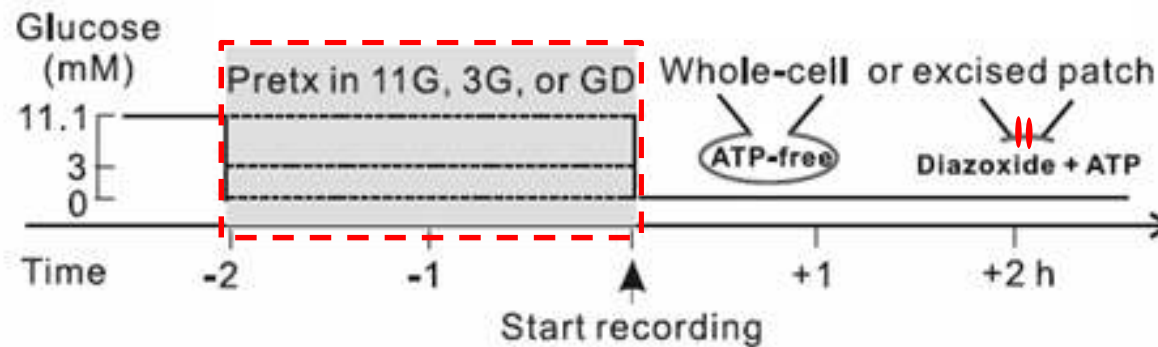 Glucose
(mM)
11.1
3
0
Pretx in 11G, 3G, or GD
Whole-cell or excised patch
ATP-free
Diazoxide + ATP
Time -2 -1 +1 +2 h
Start recording